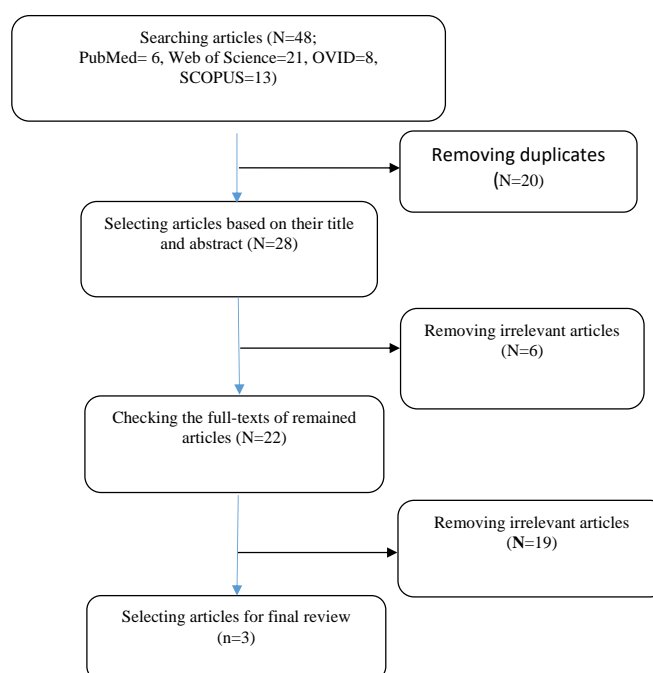 Searching articles (N=48;
PubMed= 6, Web of Science=21, OVID=8,
SCOPUS=13)
Removing duplicates
(N=20)
Selecting articles based on their title
and abstract (N=28)
Removing irrelevant articles
(N=6)
Checking the full-texts of remained
articles (N=22)
Removing irrelevant articles
(N=19)
Selecting articles for final review
(n=3)